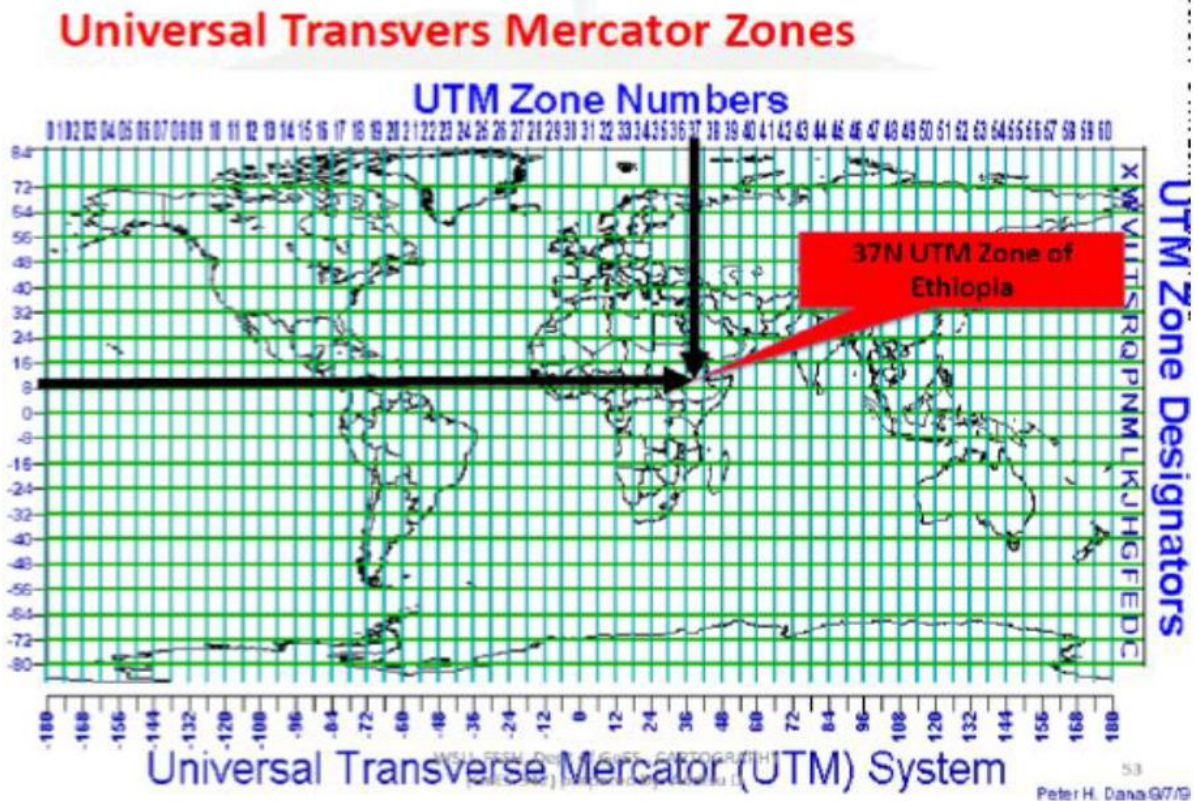 Universal Transvers Mercator Zones
UTM Zone Numbers
01 02 03 04 05 06 07 08 09 10 11 12 13 14 15 16 17 18 19 20 21 22 23 24 25 26 27 28 29 30 31 32 33 34 35 36 37 38 39 40 41 42 43 44 45 46 47 48 49 50 51 52 53 54 55 56 57 58 59 60
84
72
64
56
48
40
32
24
16
8
0
-8
-16
-24
-32
-40
-48
-56
-64
-72
-80
37N UTM Zone of
Ethiopia
X
W
V
U
T
S
R
Q
P
N
M
L
K
J
H
G
F
E
D
C
UTM Zone Designators
-180 -168 -156 -144 -132 -120 -108 -96 -84 -72 -60 -48 -36 -24 -12 0 12 24 36 48 60 72 84 96 108 120 132 144 156 168 180
Universal Transverse Mercator (UTM) System
53
Peter H. Dana 9/7/9